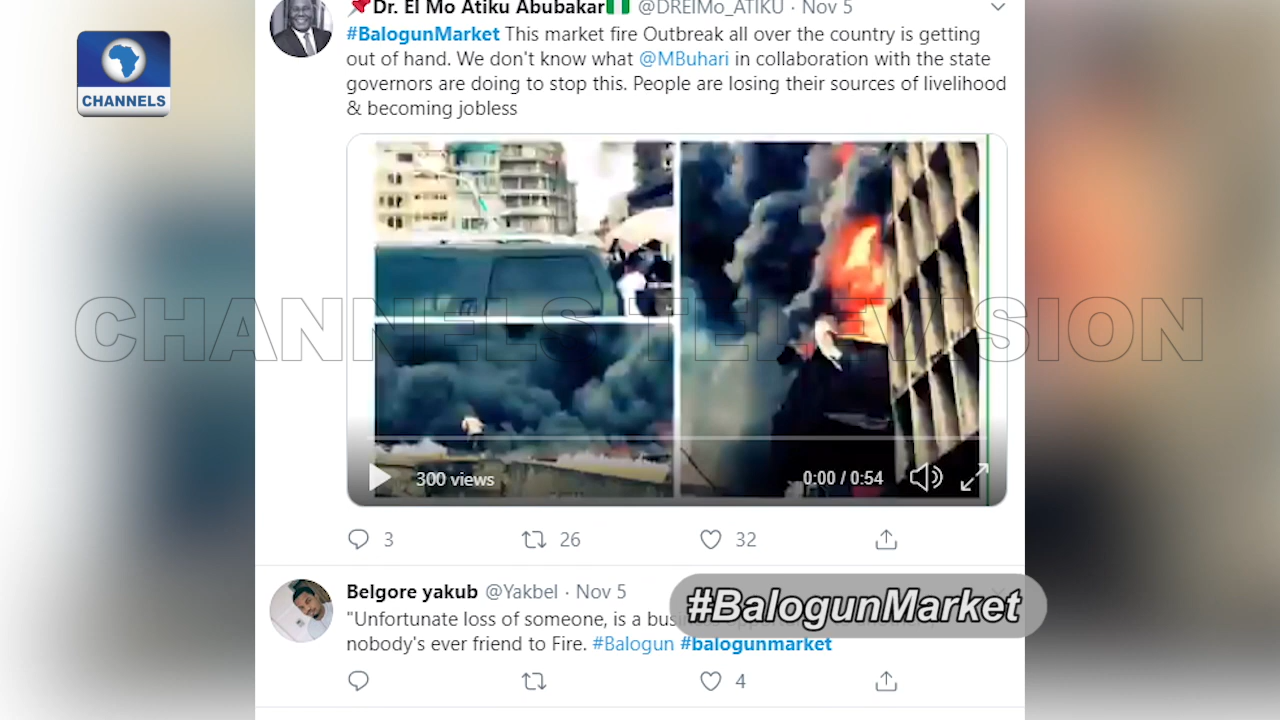 Dr. El Mo Atiku Abubakar @DREIMo_ATIKU · Nov 5
#BalogunMarket This market fire Outbreak all over the country is getting
out of hand. We don't know what @MBuhari in collaboration with the state
governors are doing to stop this. People are losing their sources of livelihood
& becoming jobless
CHANNELS
CHANNELS TELEVISION
300 views
0:00 / 0:54
3
26
32
Belgore yakub @Yakbel · Nov 5
"Unfortunate loss of someone, is a
nobody's ever friend to Fire. #Balogun #balogunmarket
#BalogunMarket
4